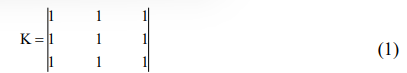 K = |1 1 1|
|1 1 1|
|1 1 1|
(1)